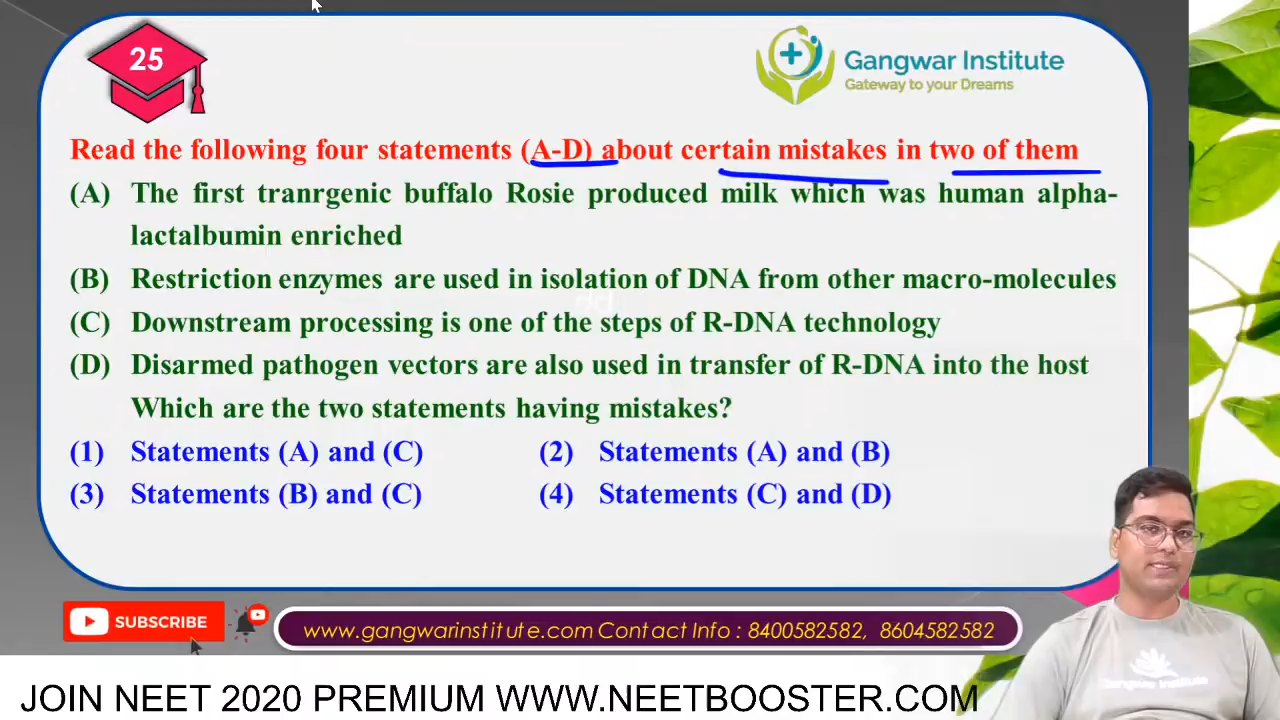 25
Gangwar Institute
Gateway to your Dreams
Read the following four statements (A-D) about certain mistakes in two of them
(A) The first tranrgenic buffalo Rosie produced milk which was human alpha-
lactalbumin enriched
(B) Restriction enzymes are used in isolation of DNA from other macro-molecules
(C) Downstream processing is one of the steps of R-DNA technology
(D) Disarmed pathogen vectors are also used in transfer of R-DNA into the host
Which are the two statements having mistakes?
(1) Statements (A) and (C) (2) Statements (A) and (B)
(3) Statements (B) and (C) (4) Statements (C) and (D)
SUBSCRIBE
www.gangwarinstitute.com Contact Info : 8400582582, 8604582582
Gangwar Institute
JOIN NEET 2020 PREMIUM WWW.NEETBOOSTER.COM